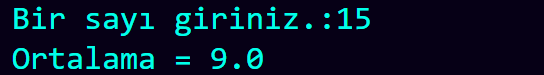 Bir sayı giriniz.:15
Ortalama = 9.0